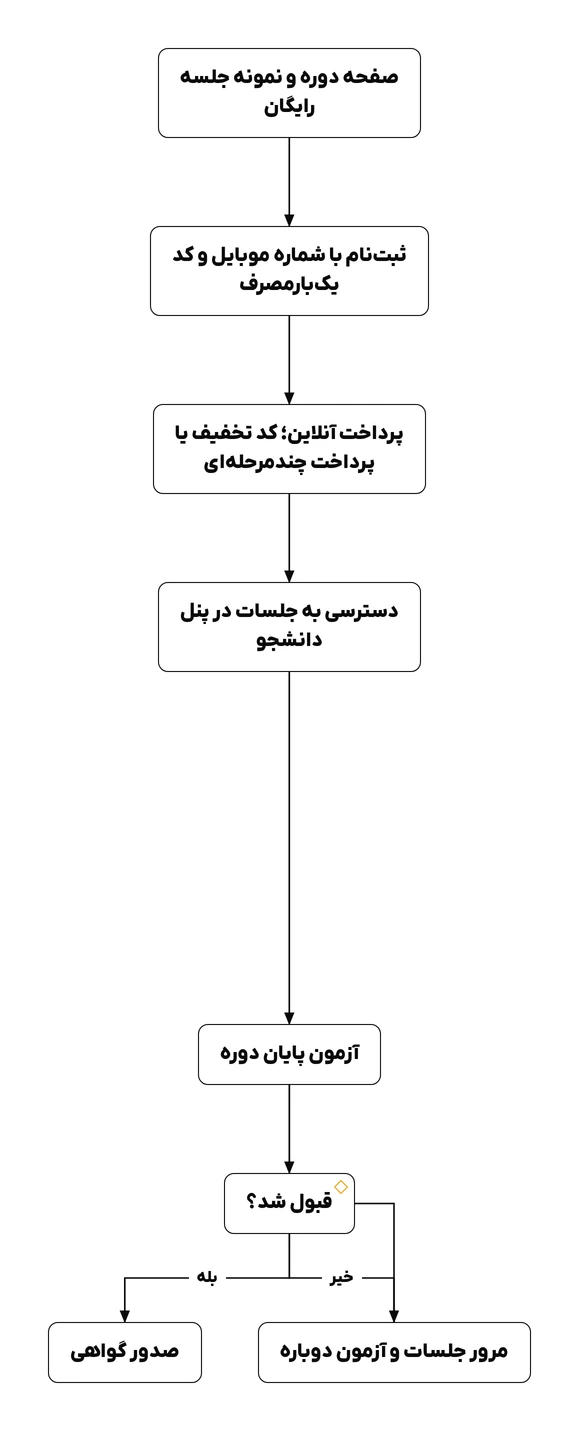 صفحه دوره و نمونه جلسه
رایگان
ثبت‌نام با شماره موبایل و کد
یک‌بارمصرف
پرداخت آنلاین؛ کد تخفیف یا
پرداخت چندمرحله‌ای
دسترسی به جلسات در پنل
دانشجو
آزمون پایان دوره
قبول شد؟
خیر
بله
مرور جلسات و آزمون دوباره
صدور گواهی